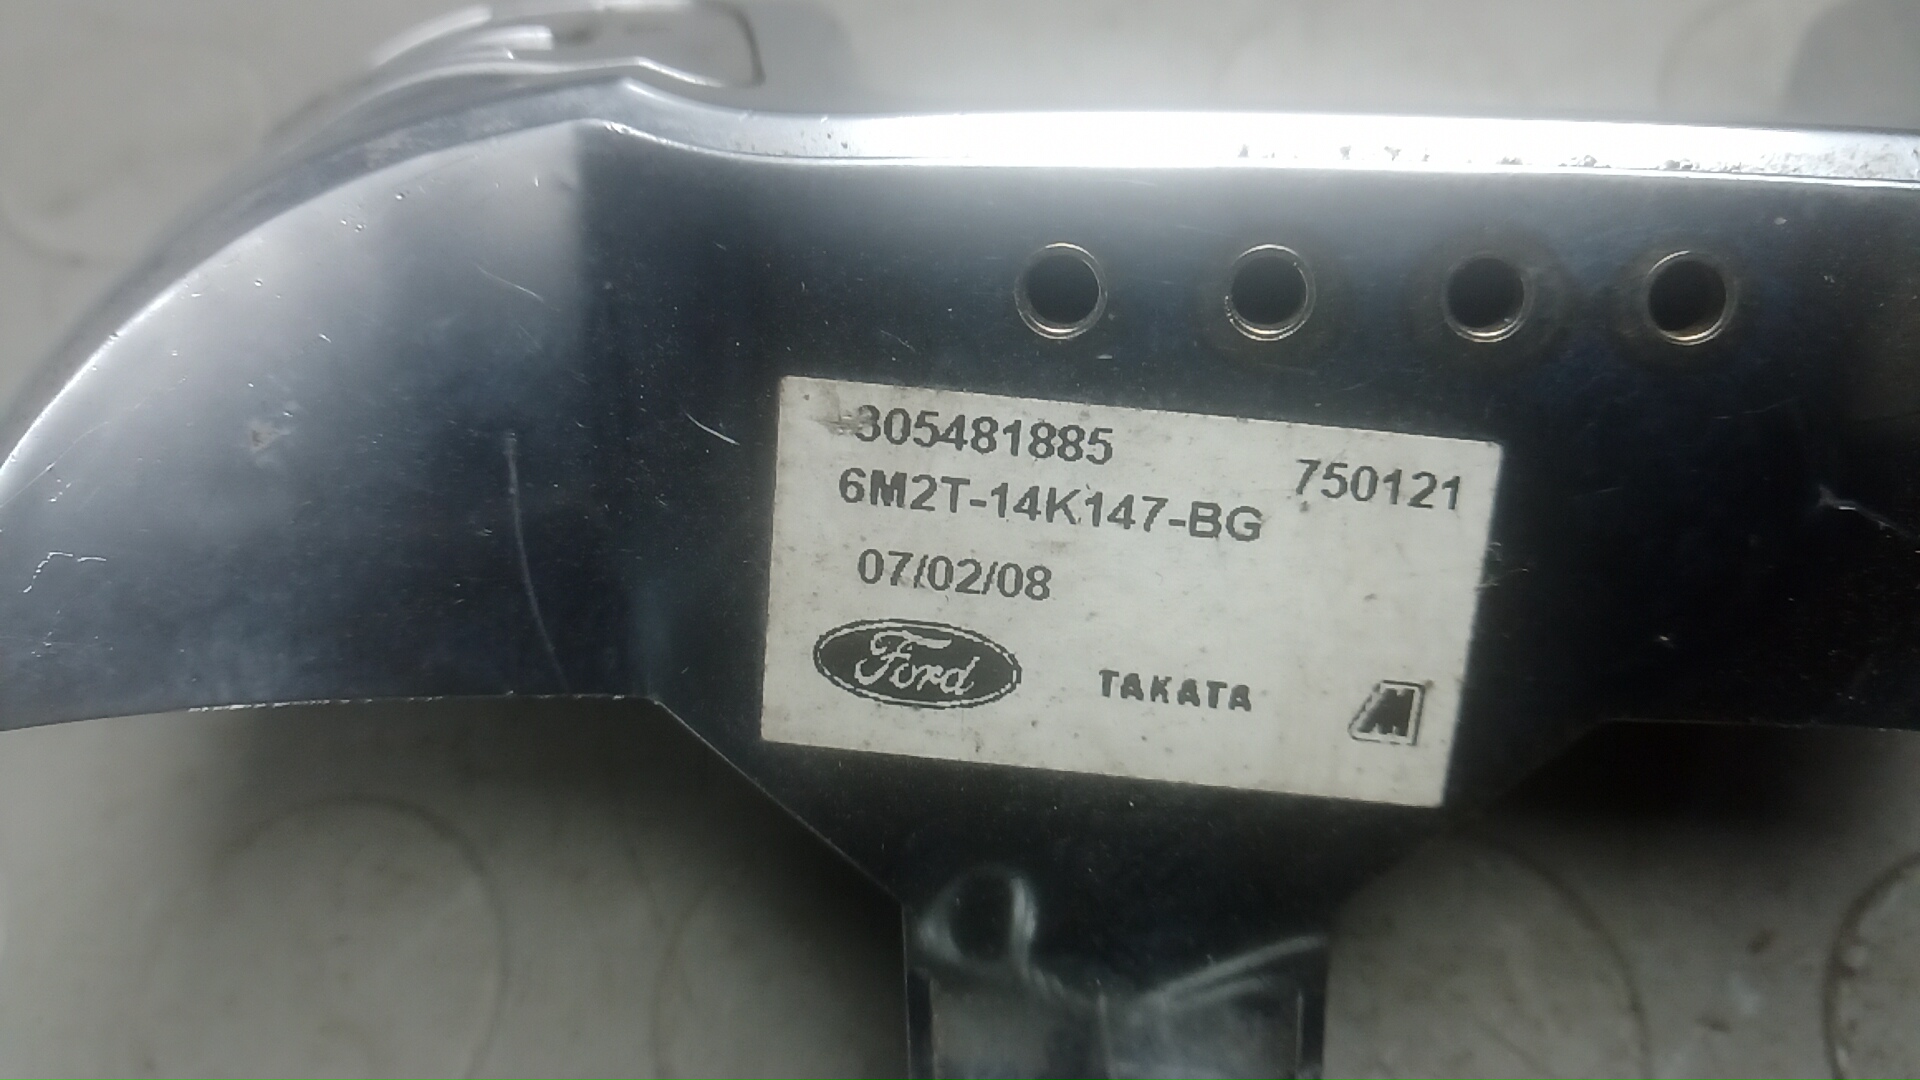 305481885
750121
6M2T-14K147-BG
07/02/08
Ford
TAKATA
M